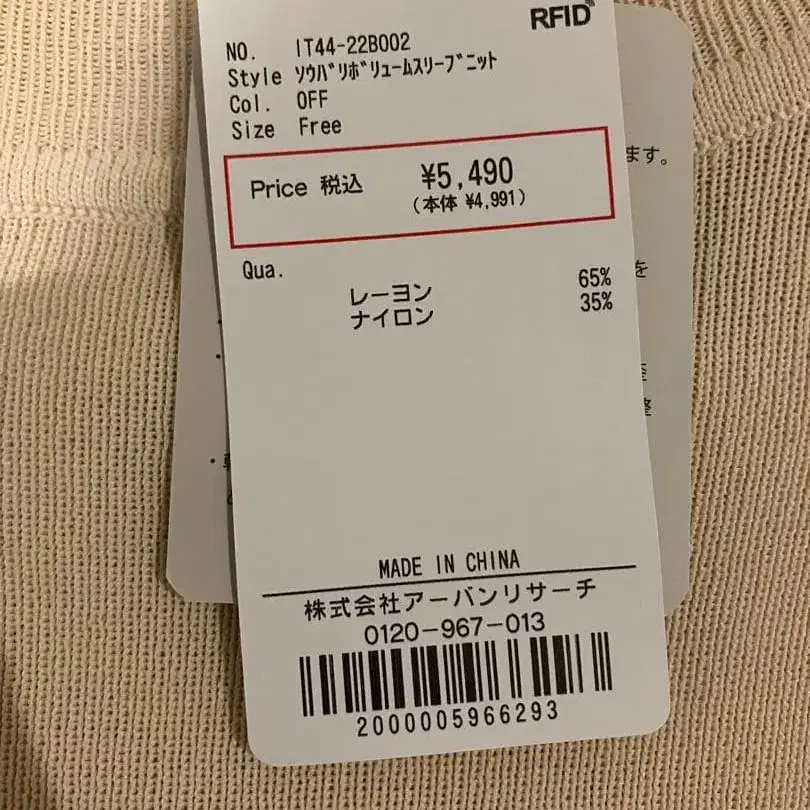 RFID
NO. IT44-22B002
Style ソウバリボリュームスリーブニット
Col. OFF
Size Free
Price 税込 ¥5,490
(本体 ¥4,991)
Qua.
レーヨン 65%
ナイロン 35%
MADE IN CHINA
株式会社アーバンリサーチ
0120-967-013
2000005966293
ます。
を